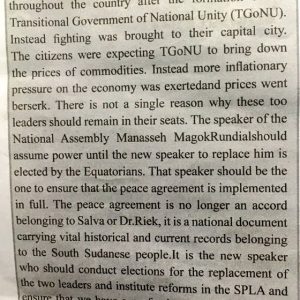 throughout the country after the
Transitional Government of National Unity (TGoNU).
Instead fighting was brought to their capital city.
The citizens were expecting TGoNU to bring down
the prices of commodities. Instead more inflationary
pressure on the economy was exertedand prices went
berserk. There is not a single reason why these too
leaders should remain in their seats. The speaker of the
National Assembly Manasseh MagokRundialshould
assume power until the new speaker to replace him is
elected by the Equatorians. That speaker should be the
one to ensure that the peace agreement is implemented
in full. The peace agreement is no longer an accord
belonging to Salva or Dr.Riek, it is a national document
carrying vital historical and current records belonging
to the South Sudanese people.It is the new speaker
who should conduct elections for the replacement of
the two leaders and institute reforms in the SPLA and
ensure that we have